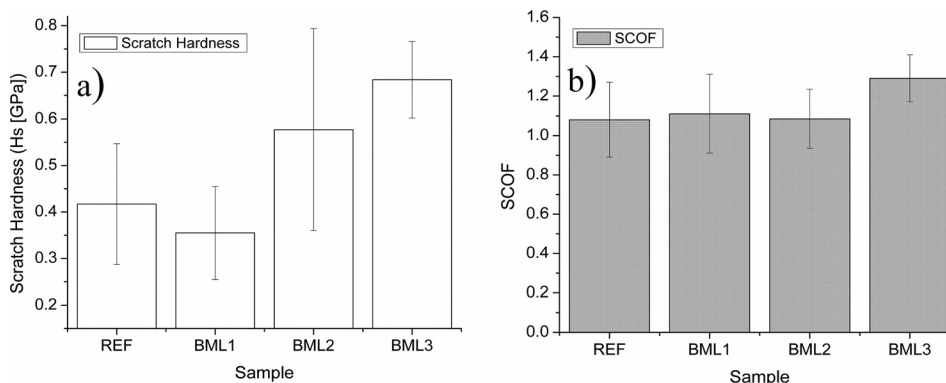 Scratch Hardness
a)
Scratch Hardness (Hs [GPa])
0.8
0.7
0.6
0.5
0.4
0.3
0.2
REF BML1 BML2 BML3
Sample
SCOF
b)
SCOF
1.6
1.4
1.2
1.0
0.8
0.6
0.4
0.2
0.0
REF BML1 BML2 BML3
Sample